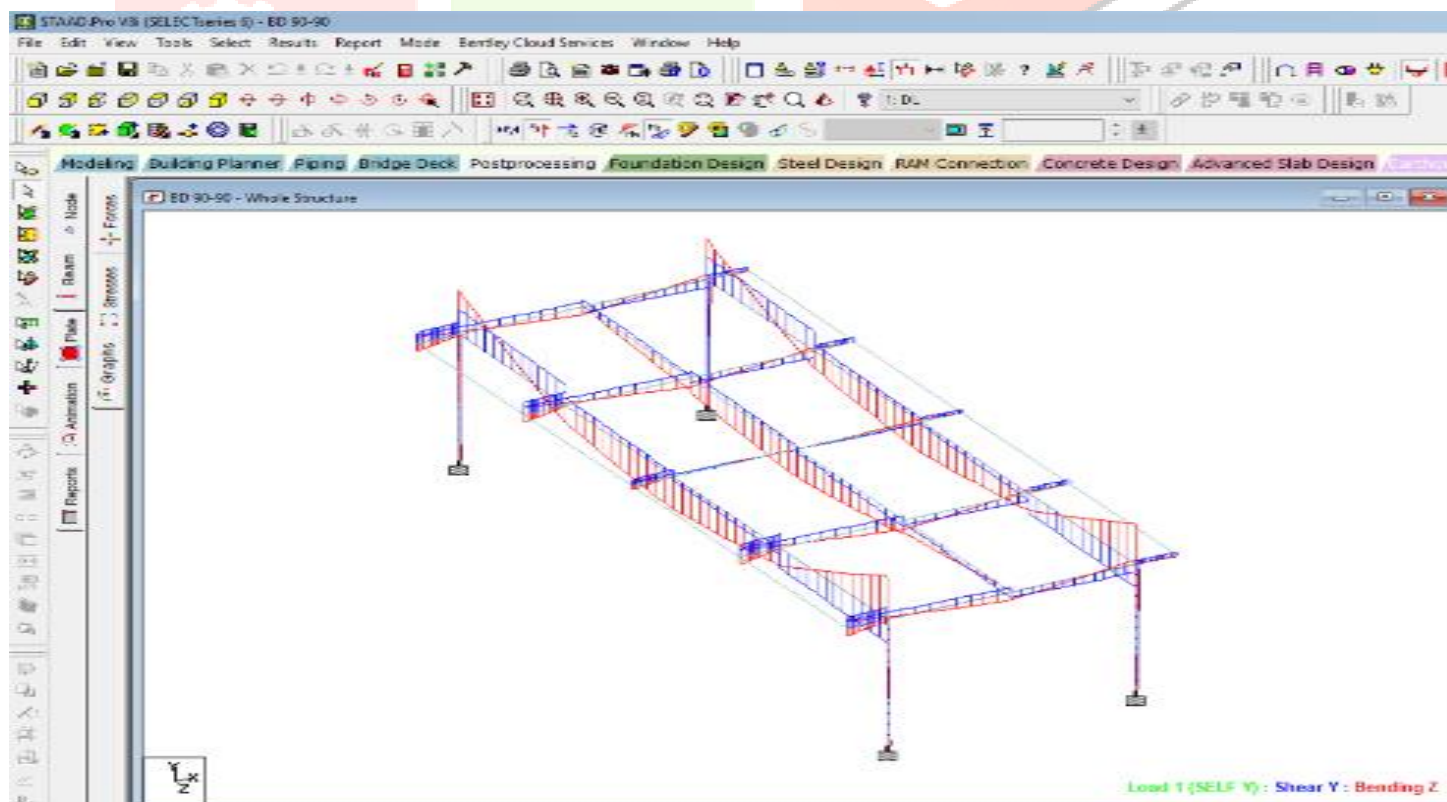 STAAD.Pro V8i (SELECTseries 6) - BD 90-90
File Edit View Tools Select Results Report Mode Bentley Cloud Services Window Help
1: DL
Modeling Building Planner Piping Bridge Deck Postprocessing Foundation Design Steel Design RAM Connection Concrete Design Advanced Slab Design
BD 90-90 - Whole Structure
Node
Beam
Plate
Animation
Reports
Forces
Stresses
Graphs
Y
X
Z
Load 1 (SELF Y) : Shear Y : Bending Z